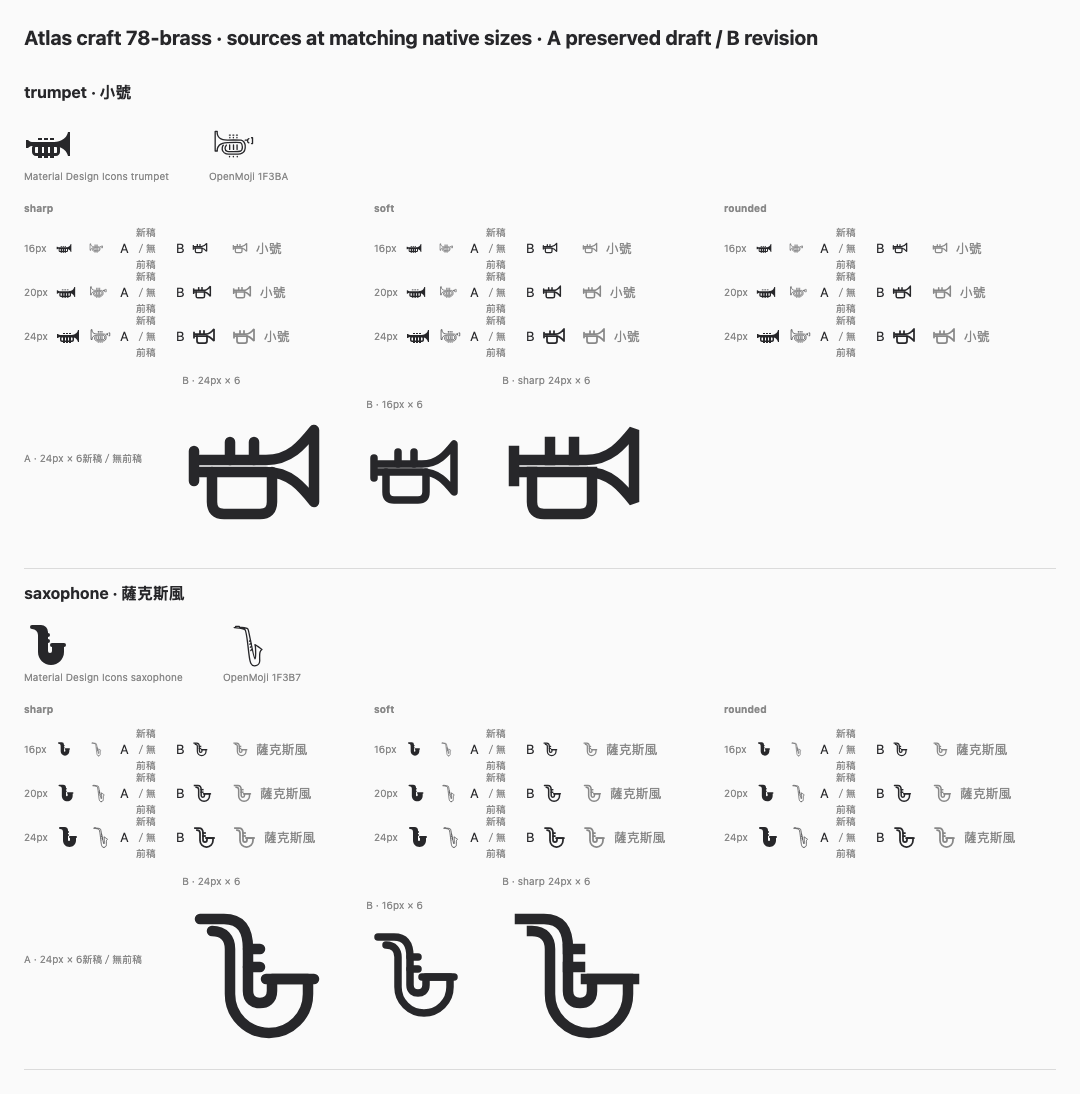 Atlas craft 78-brass · sources at matching native sizes · A preserved draft / B revision
trumpet · 小號
Material Design Icons trumpet
OpenMoji 1F3BA
sharp
16px A 新稿 / 無前稿 B 小號
20px A 新稿 / 無前稿 B 小號
24px A 新稿 / 無前稿 B 小號
soft
16px A 新稿 / 無前稿 B 小號
20px A 新稿 / 無前稿 B 小號
24px A 新稿 / 無前稿 B 小號
rounded
16px A 新稿 / 無前稿 B 小號
20px A 新稿 / 無前稿 B 小號
24px A 新稿 / 無前稿 B 小號
A · 24px × 6新稿 / 無前稿
B · 24px × 6
B · 16px × 6
B · sharp 24px × 6
saxophone · 薩克斯風
Material Design Icons saxophone
OpenMoji 1F3B7
sharp
16px A 新稿 / 無前稿 B 薩克斯風
20px A 新稿 / 無前稿 B 薩克斯風
24px A 新稿 / 無前稿 B 薩克斯風
soft
16px A 新稿 / 無前稿 B 薩克斯風
20px A 新稿 / 無前稿 B 薩克斯風
24px A 新稿 / 無前稿 B 薩克斯風
rounded
16px A 新稿 / 無前稿 B 薩克斯風
20px A 新稿 / 無前稿 B 薩克斯風
24px A 新稿 / 無前稿 B 薩克斯風
A · 24px × 6新稿 / 無前稿
B · 24px × 6
B · 16px × 6
B · sharp 24px × 6